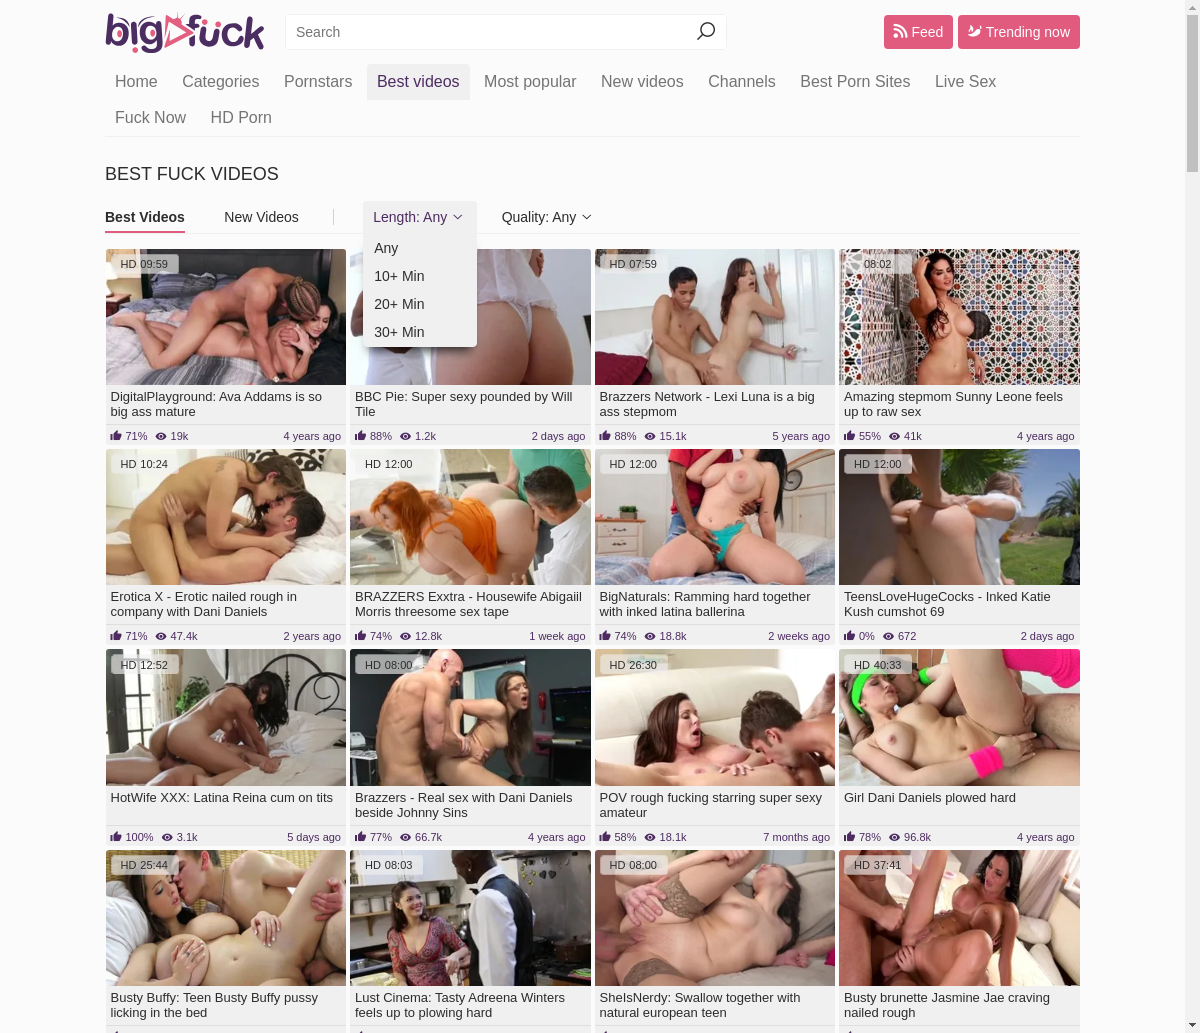 bigfuck
Search
Feed
Trending now
Home Categories Pornstars Best videos Most popular New videos Channels Best Porn Sites Live Sex
Fuck Now HD Porn
BEST FUCK VIDEOS
Best Videos New Videos Length: Any Quality: Any
Any
10+ Min
20+ Min
30+ Min
HD 09:59
DigitalPlayground: Ava Addams is so
big ass mature
71% 19k 4 years ago
BBC Pie: Super sexy pounded by Will
Tile
88% 1.2k 2 days ago
HD 07:59
Brazzers Network - Lexi Luna is a big
ass stepmom
88% 15.1k 5 years ago
08:02
Amazing stepmom Sunny Leone feels
up to raw sex
55% 41k 4 years ago
HD 10:24
Erotica X - Erotic nailed rough in
company with Dani Daniels
71% 47.4k 2 years ago
HD 12:00
BRAZZERS Exxtra - Housewife Abigaiil
Morris threesome sex tape
74% 12.8k 1 week ago
HD 12:00
BigNaturals: Ramming hard together
with inked latina ballerina
74% 18.8k 2 weeks ago
HD 12:00
TeensLoveHugeCocks - Inked Katie
Kush cumshot 69
0% 672 2 days ago
HD 12:52
HotWife XXX: Latina Reina cum on tits
100% 3.1k 5 days ago
HD 08:00
Brazzers - Real sex with Dani Daniels
beside Johnny Sins
77% 66.7k 4 years ago
HD 26:30
POV rough fucking starring super sexy
amateur
58% 18.1k 7 months ago
HD 40:33
Girl Dani Daniels plowed hard
78% 96.8k 4 years ago
HD 25:44
Busty Buffy: Teen Busty Buffy pussy
licking in the bed
HD 08:03
Lust Cinema: Tasty Adreena Winters
feels up to plowing hard
HD 08:00
SheIsNerdy: Swallow together with
natural european teen
HD 37:41
Busty brunette Jasmine Jae craving
nailed rough